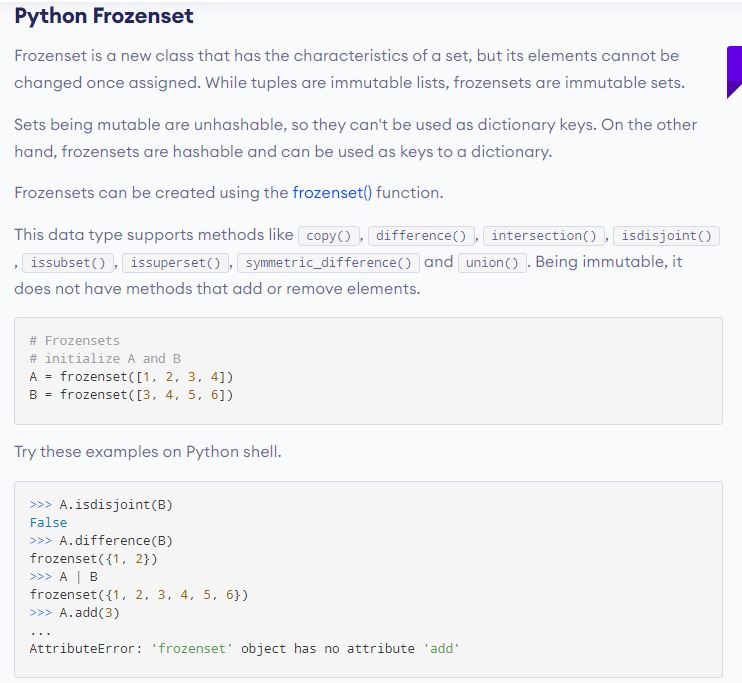 Python Frozenset
Frozenset is a new class that has the characteristics of a set, but its elements cannot be
changed once assigned. While tuples are immutable lists, frozensets are immutable sets.
Sets being mutable are unhashable, so they can't be used as dictionary keys. On the other
hand, frozensets are hashable and can be used as keys to a dictionary.
Frozensets can be created using the frozenset() function.
This data type supports methods like copy() , difference() , intersection() , isdisjoint()
, issubset() , issuperset() , symmetric_difference() and union() . Being immutable, it
does not have methods that add or remove elements.
# Frozensets
# initialize A and B
A = frozenset([1, 2, 3, 4])
B = frozenset([3, 4, 5, 6])
Try these examples on Python shell.
>>> A.isdisjoint(B)
False
>>> A.difference(B)
frozenset({1, 2})
>>> A | B
frozenset({1, 2, 3, 4, 5, 6})
>>> A.add(3)
...
AttributeError: 'frozenset' object has no attribute 'add'